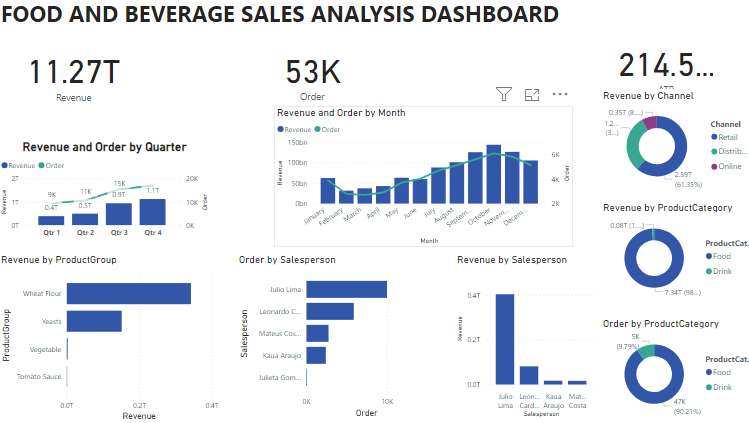 FOOD AND BEVERAGE SALES ANALYSIS DASHBOARD
11.27T
Revenue
53K
Order
214.5...
Revenue and Order by Quarter
Revenue Order
2T
1T
0T
Revenue
9K
11K
15K
0.4T
0.5T
0.9T
1.1T
20K
10K
0K
Order
Qtr 1 Qtr 2 Qtr 3 Qtr 4
Revenue and Order by Month
Revenue Order
150bn
100bn
50bn
0bn
Revenue
6K
4K
2K
Order
January
February
March
April
May
June
July
August
Septem...
October
Novem...
Decem...
Month
Revenue by Channel
0.35T (8....)
1.2...
(3...)
2.59T
(61.35%)
Channel
Retail
Distrib...
Online
Revenue by ProductCategory
0.08T (1....)
7.34T (98...)
ProductCat...
Food
Drink
Revenue by ProductGroup
ProductGroup
Wheat Flour
Yeasts
Vegetable
Tomato Sauce
0.0T 0.2T 0.4T
Revenue
Order by Salesperson
Salesperson
Julio Lima
Leonardo C...
Mateus Cos...
Kaua Araujo
Julieta Gom...
0K 10K
Order
Revenue by Salesperson
Revenue
0.4T
0.2T
0.0T
Julio Leon... Kaua Mat...
Lima Card... Araujo Costa
Salesperson
Order by ProductCategory
5K
(9.79%)
47K
(90.21%)
ProductCat...
Food
Drink